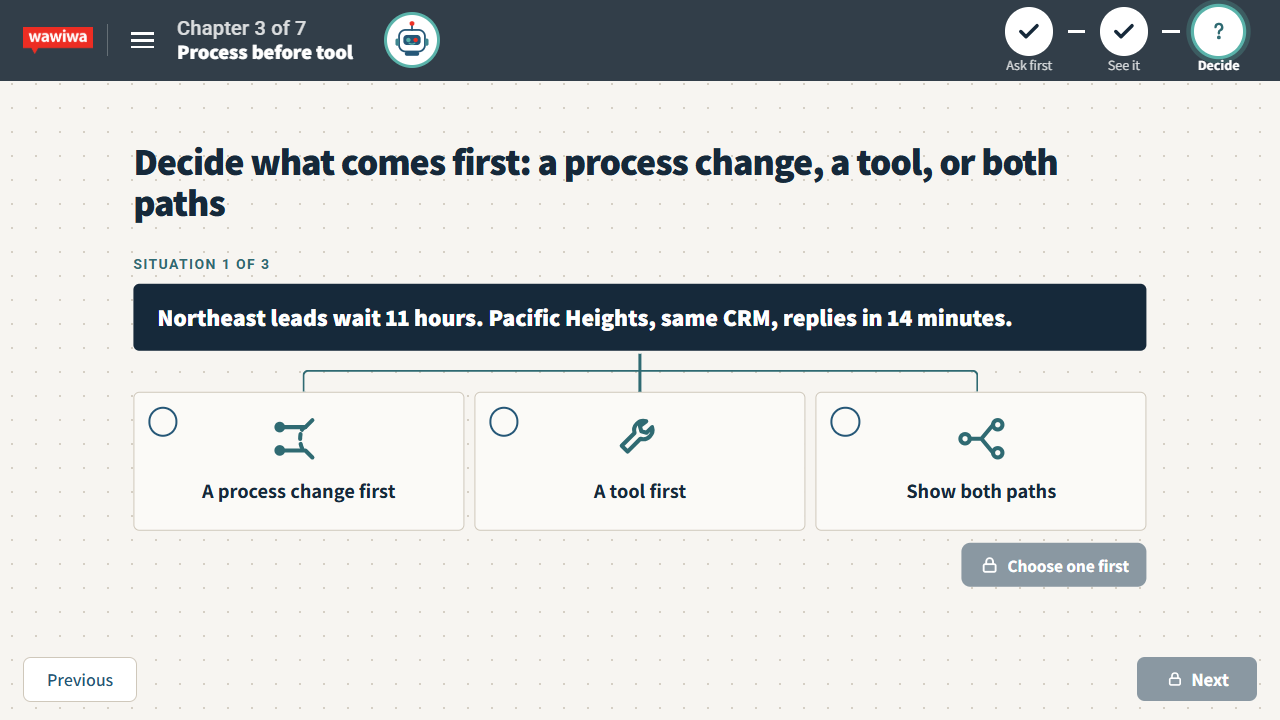 wawiwa
Chapter 3 of 7
Process before tool
Ask first
See it
?
Decide
Decide what comes first: a process change, a tool, or both
paths
SITUATION 1 OF 3
Northeast leads wait 11 hours. Pacific Heights, same CRM, replies in 14 minutes.
A process change first
A tool first
Show both paths
Choose one first
Previous
Next